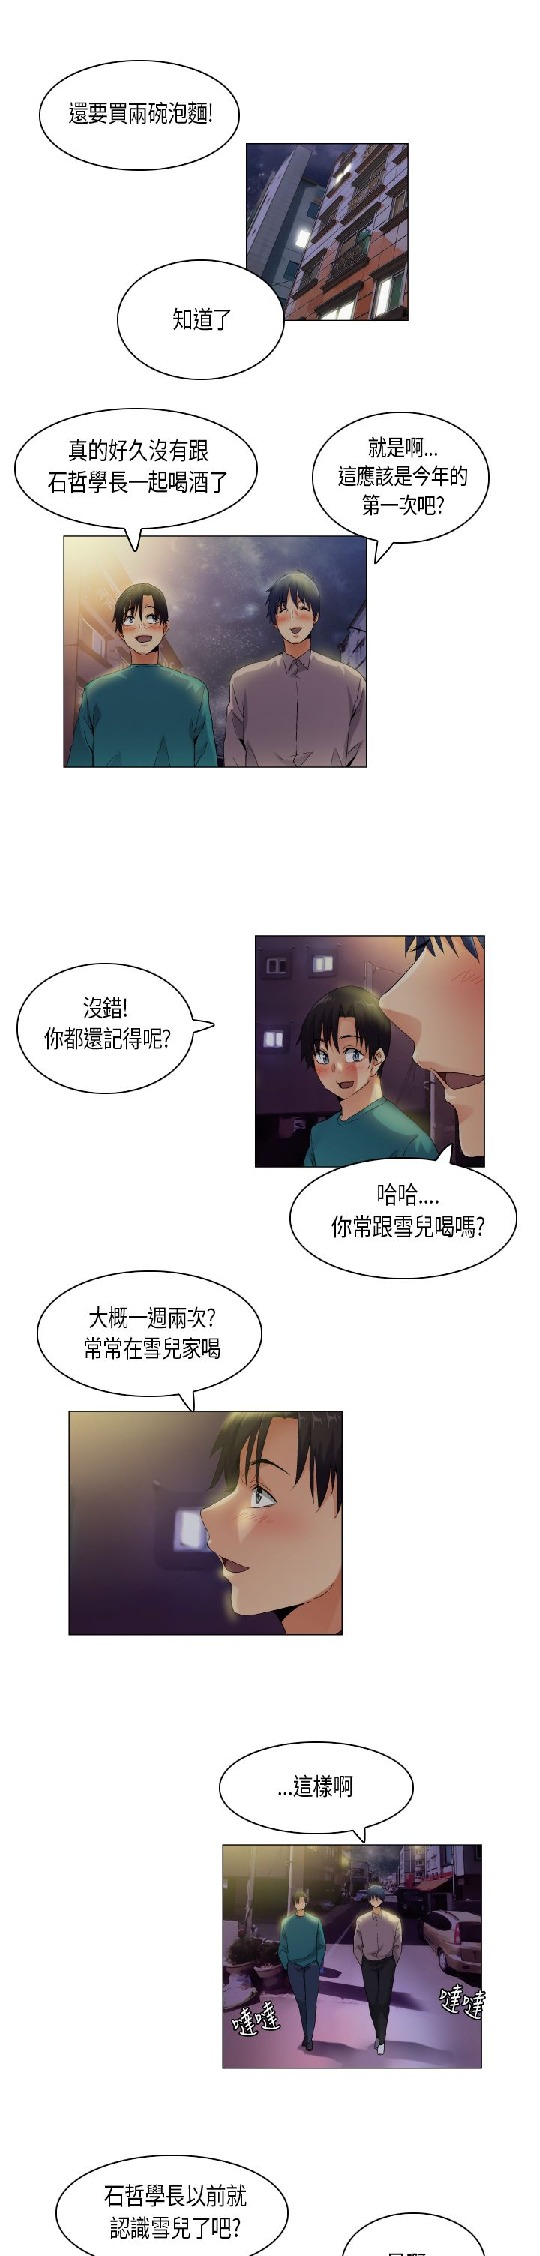 還要買兩碗泡麵!
知道了
真的好久沒有跟
石哲學長一起喝酒了
就是啊...
這應該是今年的
第一次吧?
沒錯!
你都還記得呢?
哈哈....
你常跟雪兒喝嗎?
大概一週兩次?
常常在雪兒家喝
...這樣啊
噠噠
噠噠
石哲學長以前就
認識雪兒了吧?